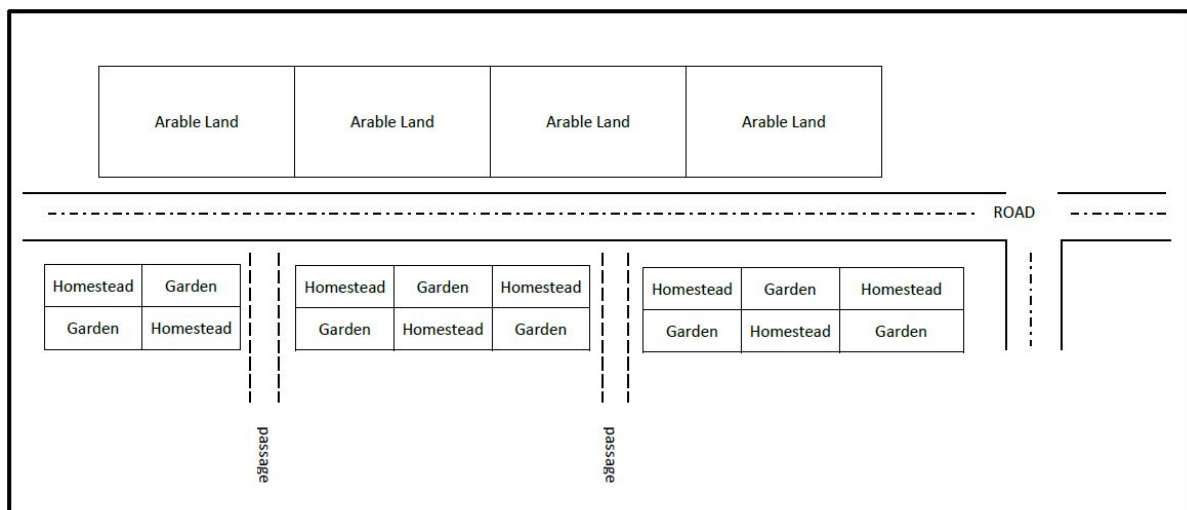 Arable Land Arable Land Arable Land Arable Land
ROAD
Homestead Garden Homestead Garden Homestead Homestead Garden Homestead
Garden Homestead Garden Homestead Garden Garden Homestead Garden
passage passage